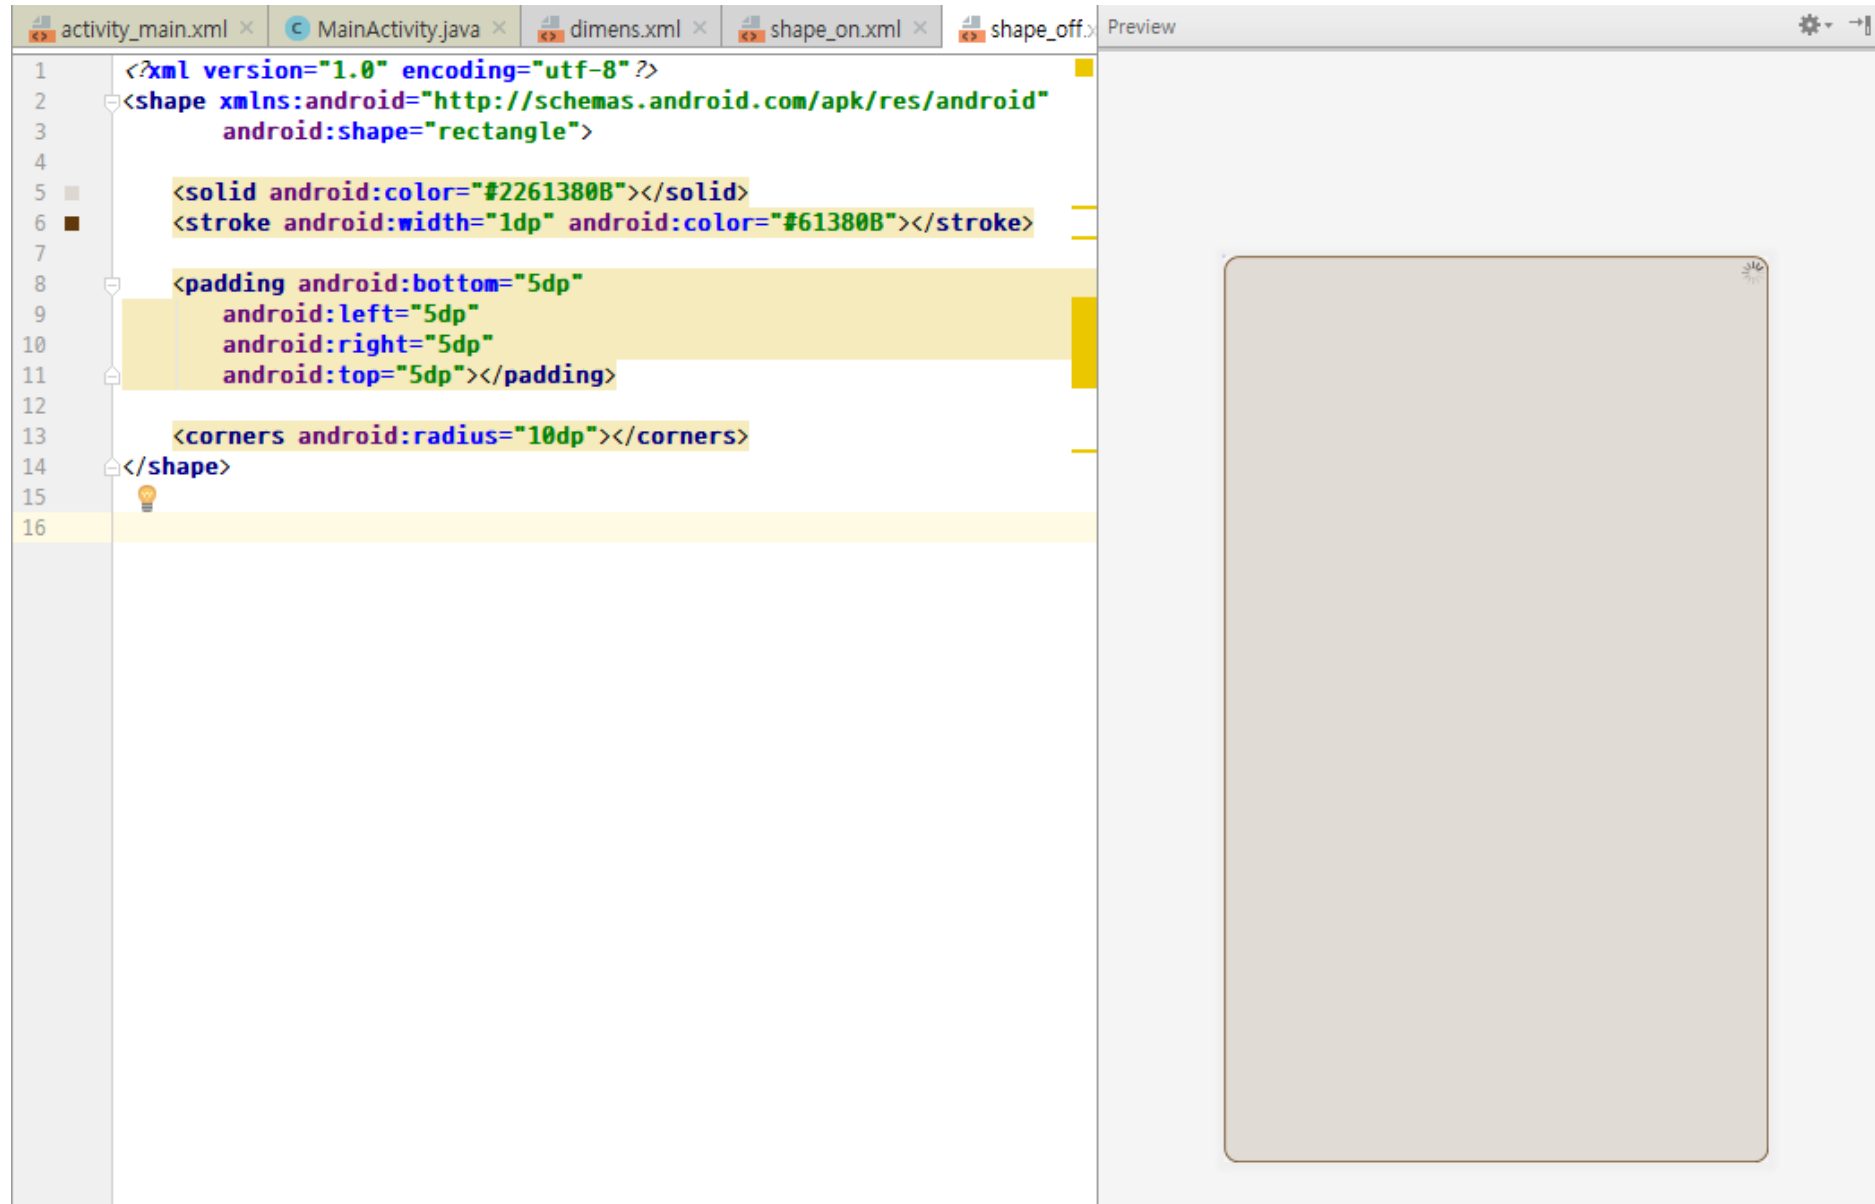 activity_main.xml MainActivity.java dimens.xml shape_on.xml shape_off.x Preview
1 <?xml version="1.0" encoding="utf-8"?>
2 <shape xmlns:android="http://schemas.android.com/apk/res/android"
3 android:shape="rectangle">
4
5 <solid android:color="#2261380B"></solid>
6 <stroke android:width="1dp" android:color="#61380B"></stroke>
7
8 <padding android:bottom="5dp"
9 android:left="5dp"
10 android:right="5dp"
11 android:top="5dp"></padding>
12
13 <corners android:radius="10dp"></corners>
14 </shape>
15
16